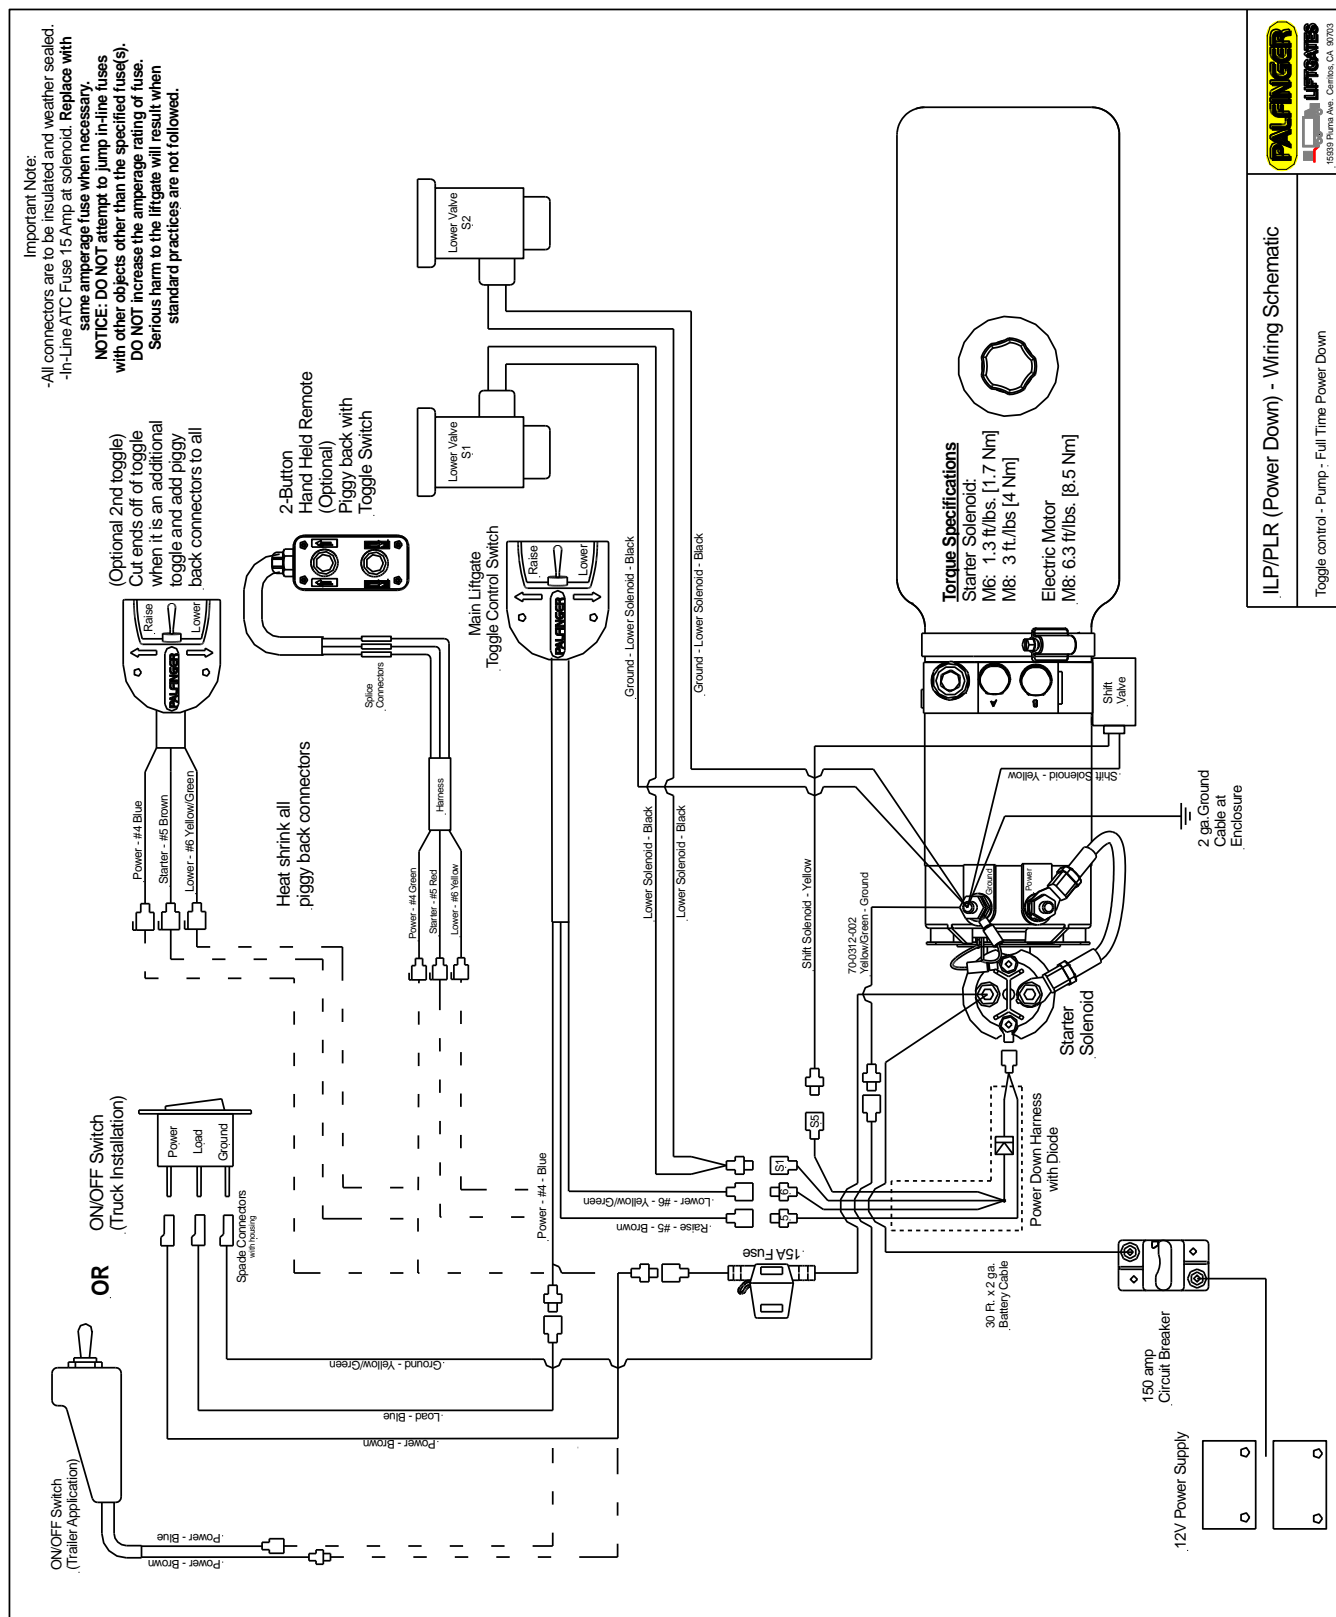 Important Note:
-All connectors are to be insulated and weather sealed.
-In-Line ATC Fuse 15 Amp at solenoid. Replace with
same amperage fuse when necessary.
NOTICE: DO NOT attempt to jump in-line fuses
with other objects other than the specified fuse(s).
DO NOT increase the amperage rating of fuse.
Serious harm to the liftgate will result when
standard practices are not followed.
ON/OFF Switch
(Trailer Application)
Power - Blue
Power - Brown
OR
ON/OFF Switch
(Truck Installation)
Power
Load
Ground
Spade Connectors
with housing
Ground - Yellow/Green
Load - Blue
Power - Brown
(Optional 2nd toggle)
Cut ends off of toggle
when it is an additional
toggle and add piggy
back connectors to all
Raise
Lower
PALFINGER
Power - #4 Blue
Starter - #5 Brown
Lower - #6 Yellow/Green
Heat shrink all
piggy back connectors
2-Button
Hand Held Remote
(Optional)
Piggy back with
Toggle Switch
Splice
Connectors
Harness
Power - #4 Green
Starter - #5 Red
Lower - #6 Yellow
Main Liftgate
Toggle Control Switch
Raise
Lower
PALFINGER
Power - #4 - Blue
Lower #6 - Yellow/Green
Raise #5 - Brown
Lower Valve
S1
Lower Valve
S2
Ground - Lower Solenoid - Black
Ground - Lower Solenoid - Black
Lower Solenoid - Black
Lower Solenoid - Black
Shift Solenoid - Yellow
70-0312-002
Yellow/Green - Ground
S1
6
5
S5
15A Fuse
Power Down Harness
with Diode
Starter
Solenoid
Ground
Power
Shift Solenoid - Yellow
Shift
Valve
A
B
2 ga.Ground
Cable at
Enclosure
Torque Specifications
Starter Solenoid:
M6: 1.3 ft/lbs. [1.7 Nm]
M8: 3 ft./lbs [4 Nm]
Electric Motor
M8: 6.3 ft/lbs. [8.5 Nm]
30 Ft. x 2 ga.
Battery Cable
150 amp
Circuit Breaker
12V Power Supply
ILP/PLR (Power Down) - Wiring Schematic
Toggle control - Pump - Full Time Power Down
PALFINGER
LIFTGATES
15939 Piuma Ave. Cerritos, CA 90703